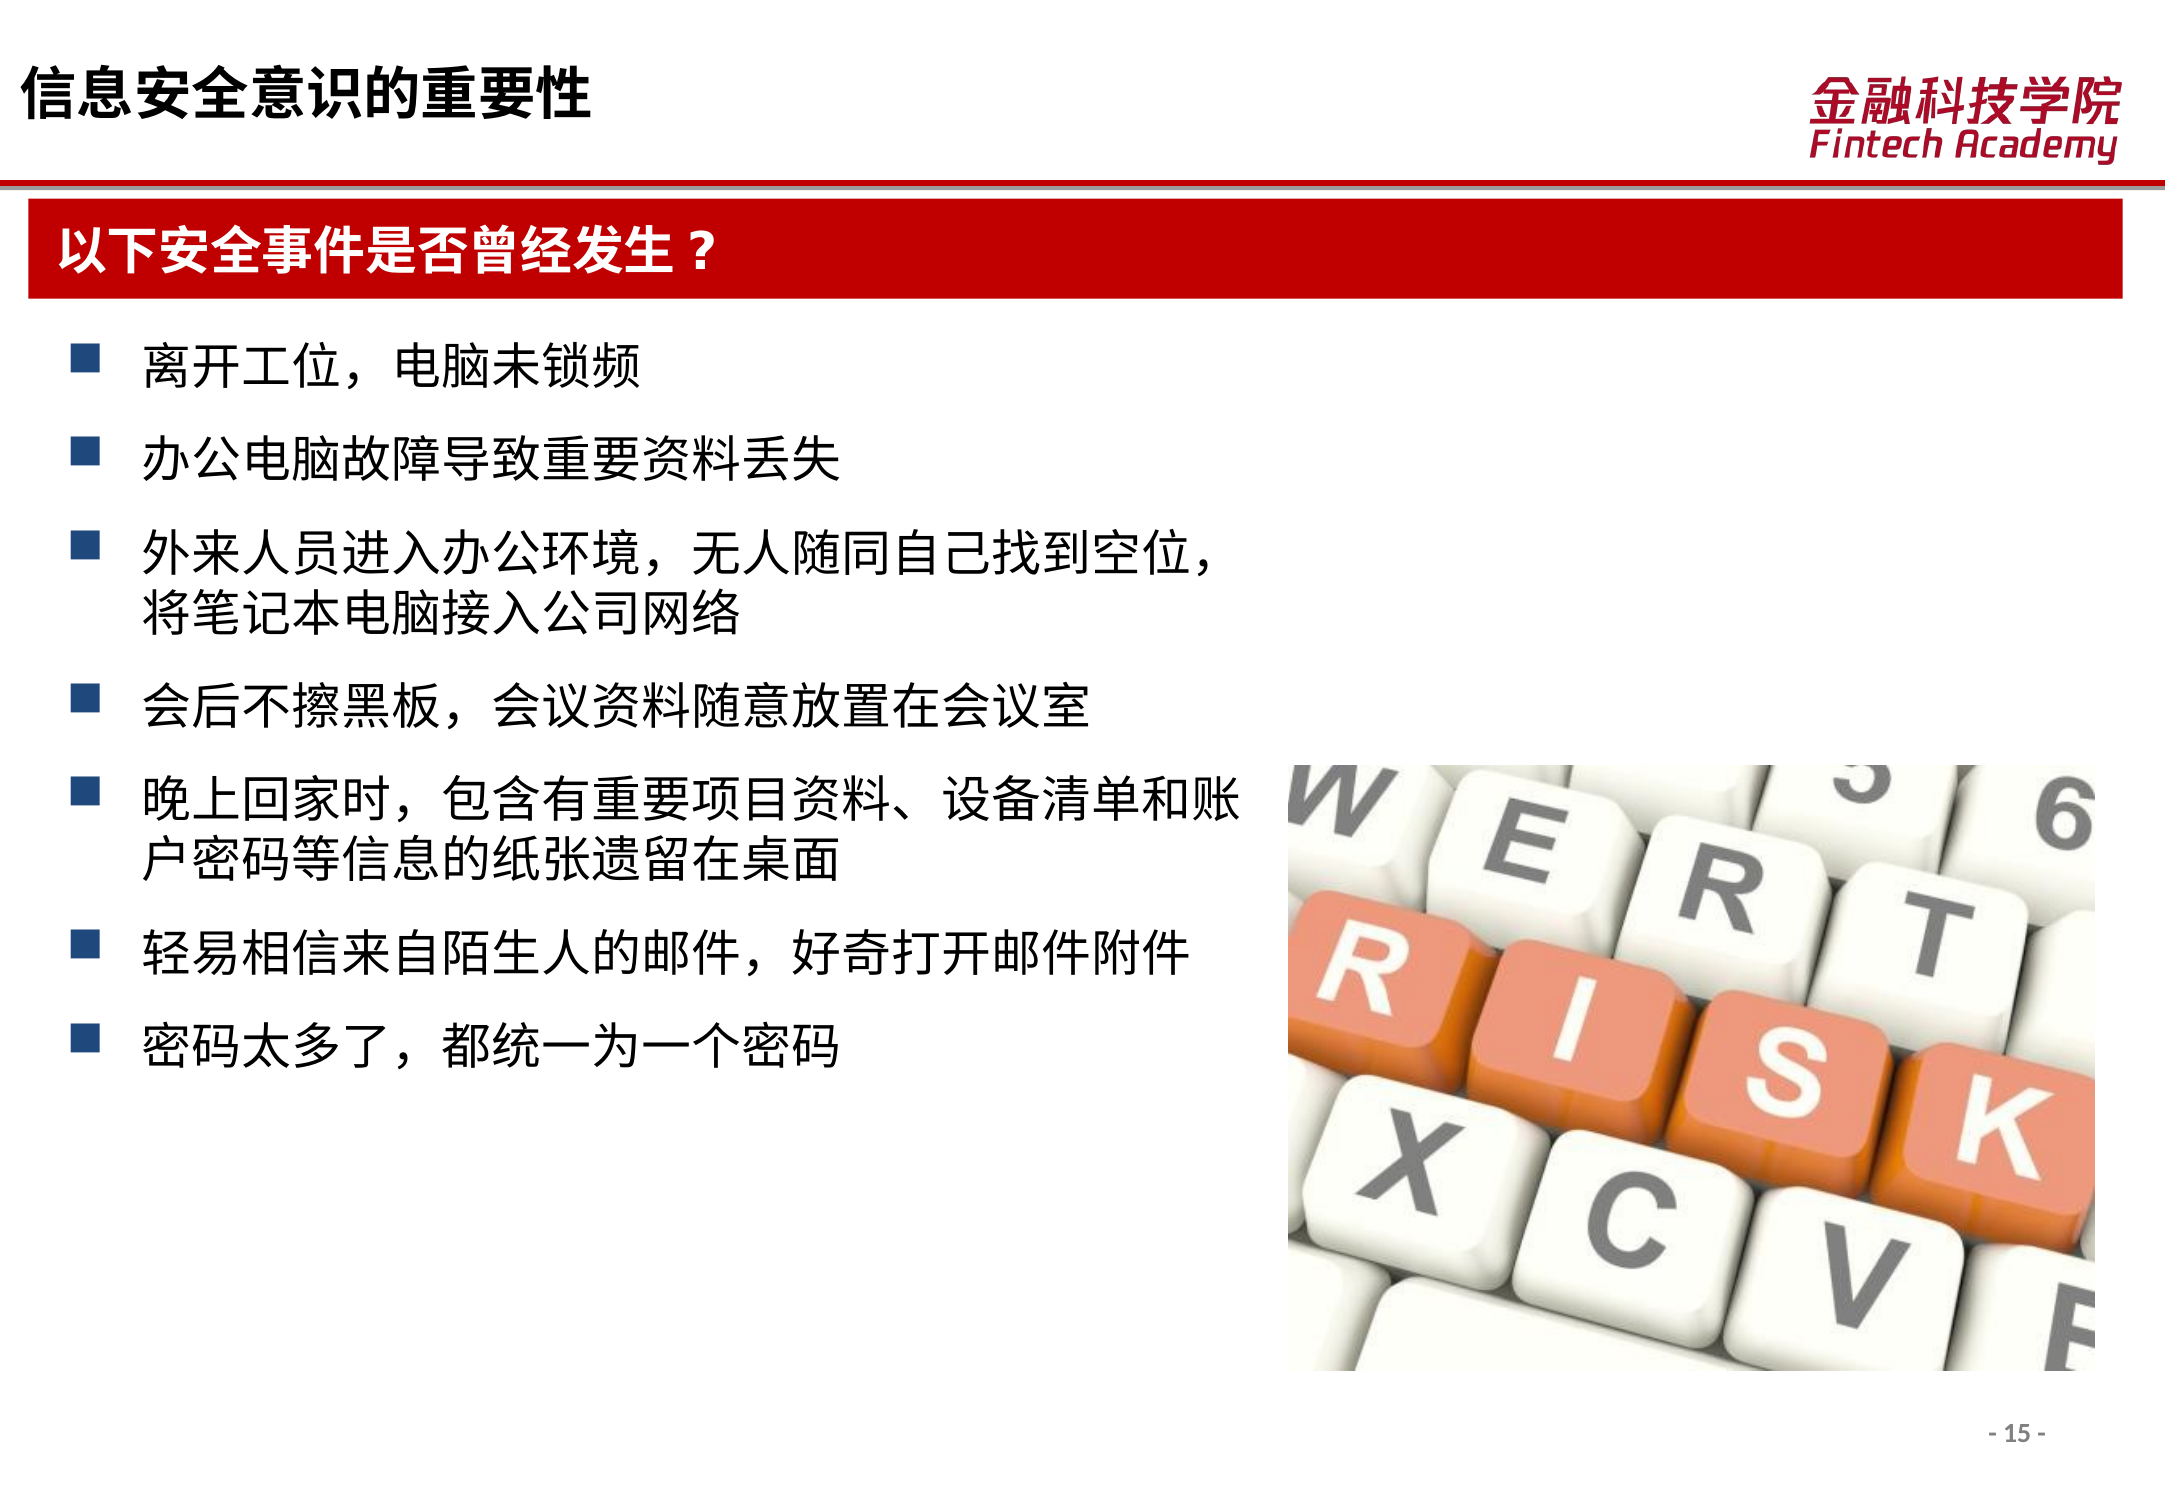 信息安全意识的重要性
金融科技学院
Fintech Academy
以下安全事件是否曾经发生?
离开工位，电脑未锁频
办公电脑故障导致重要资料丢失
外来人员进入办公环境，无人随同自己找到空位，
将笔记本电脑接入公司网络
会后不擦黑板，会议资料随意放置在会议室
晚上回家时，包含有重要项目资料、设备清单和账
户密码等信息的纸张遗留在桌面
轻易相信来自陌生人的邮件，好奇打开邮件附件
密码太多了，都统一为一个密码
5 6
W E R T
R I S K
X C V
- 15 -